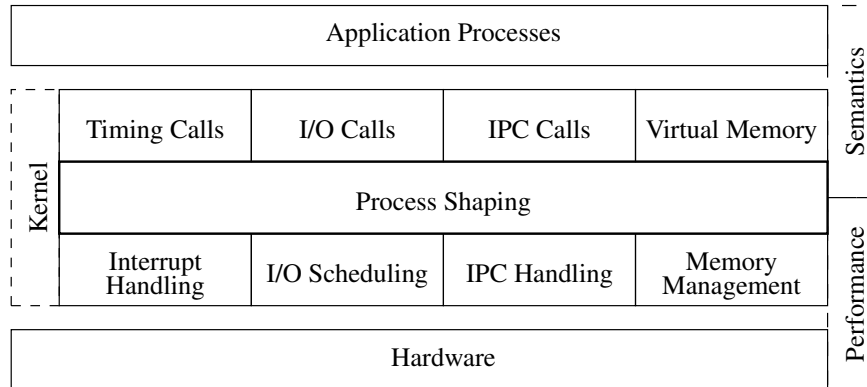 Application Processes
Semantics
Kernel
Timing Calls
I/O Calls
IPC Calls
Virtual Memory
Process Shaping
Interrupt
Handling
I/O Scheduling
IPC Handling
Memory
Management
Performance
Hardware